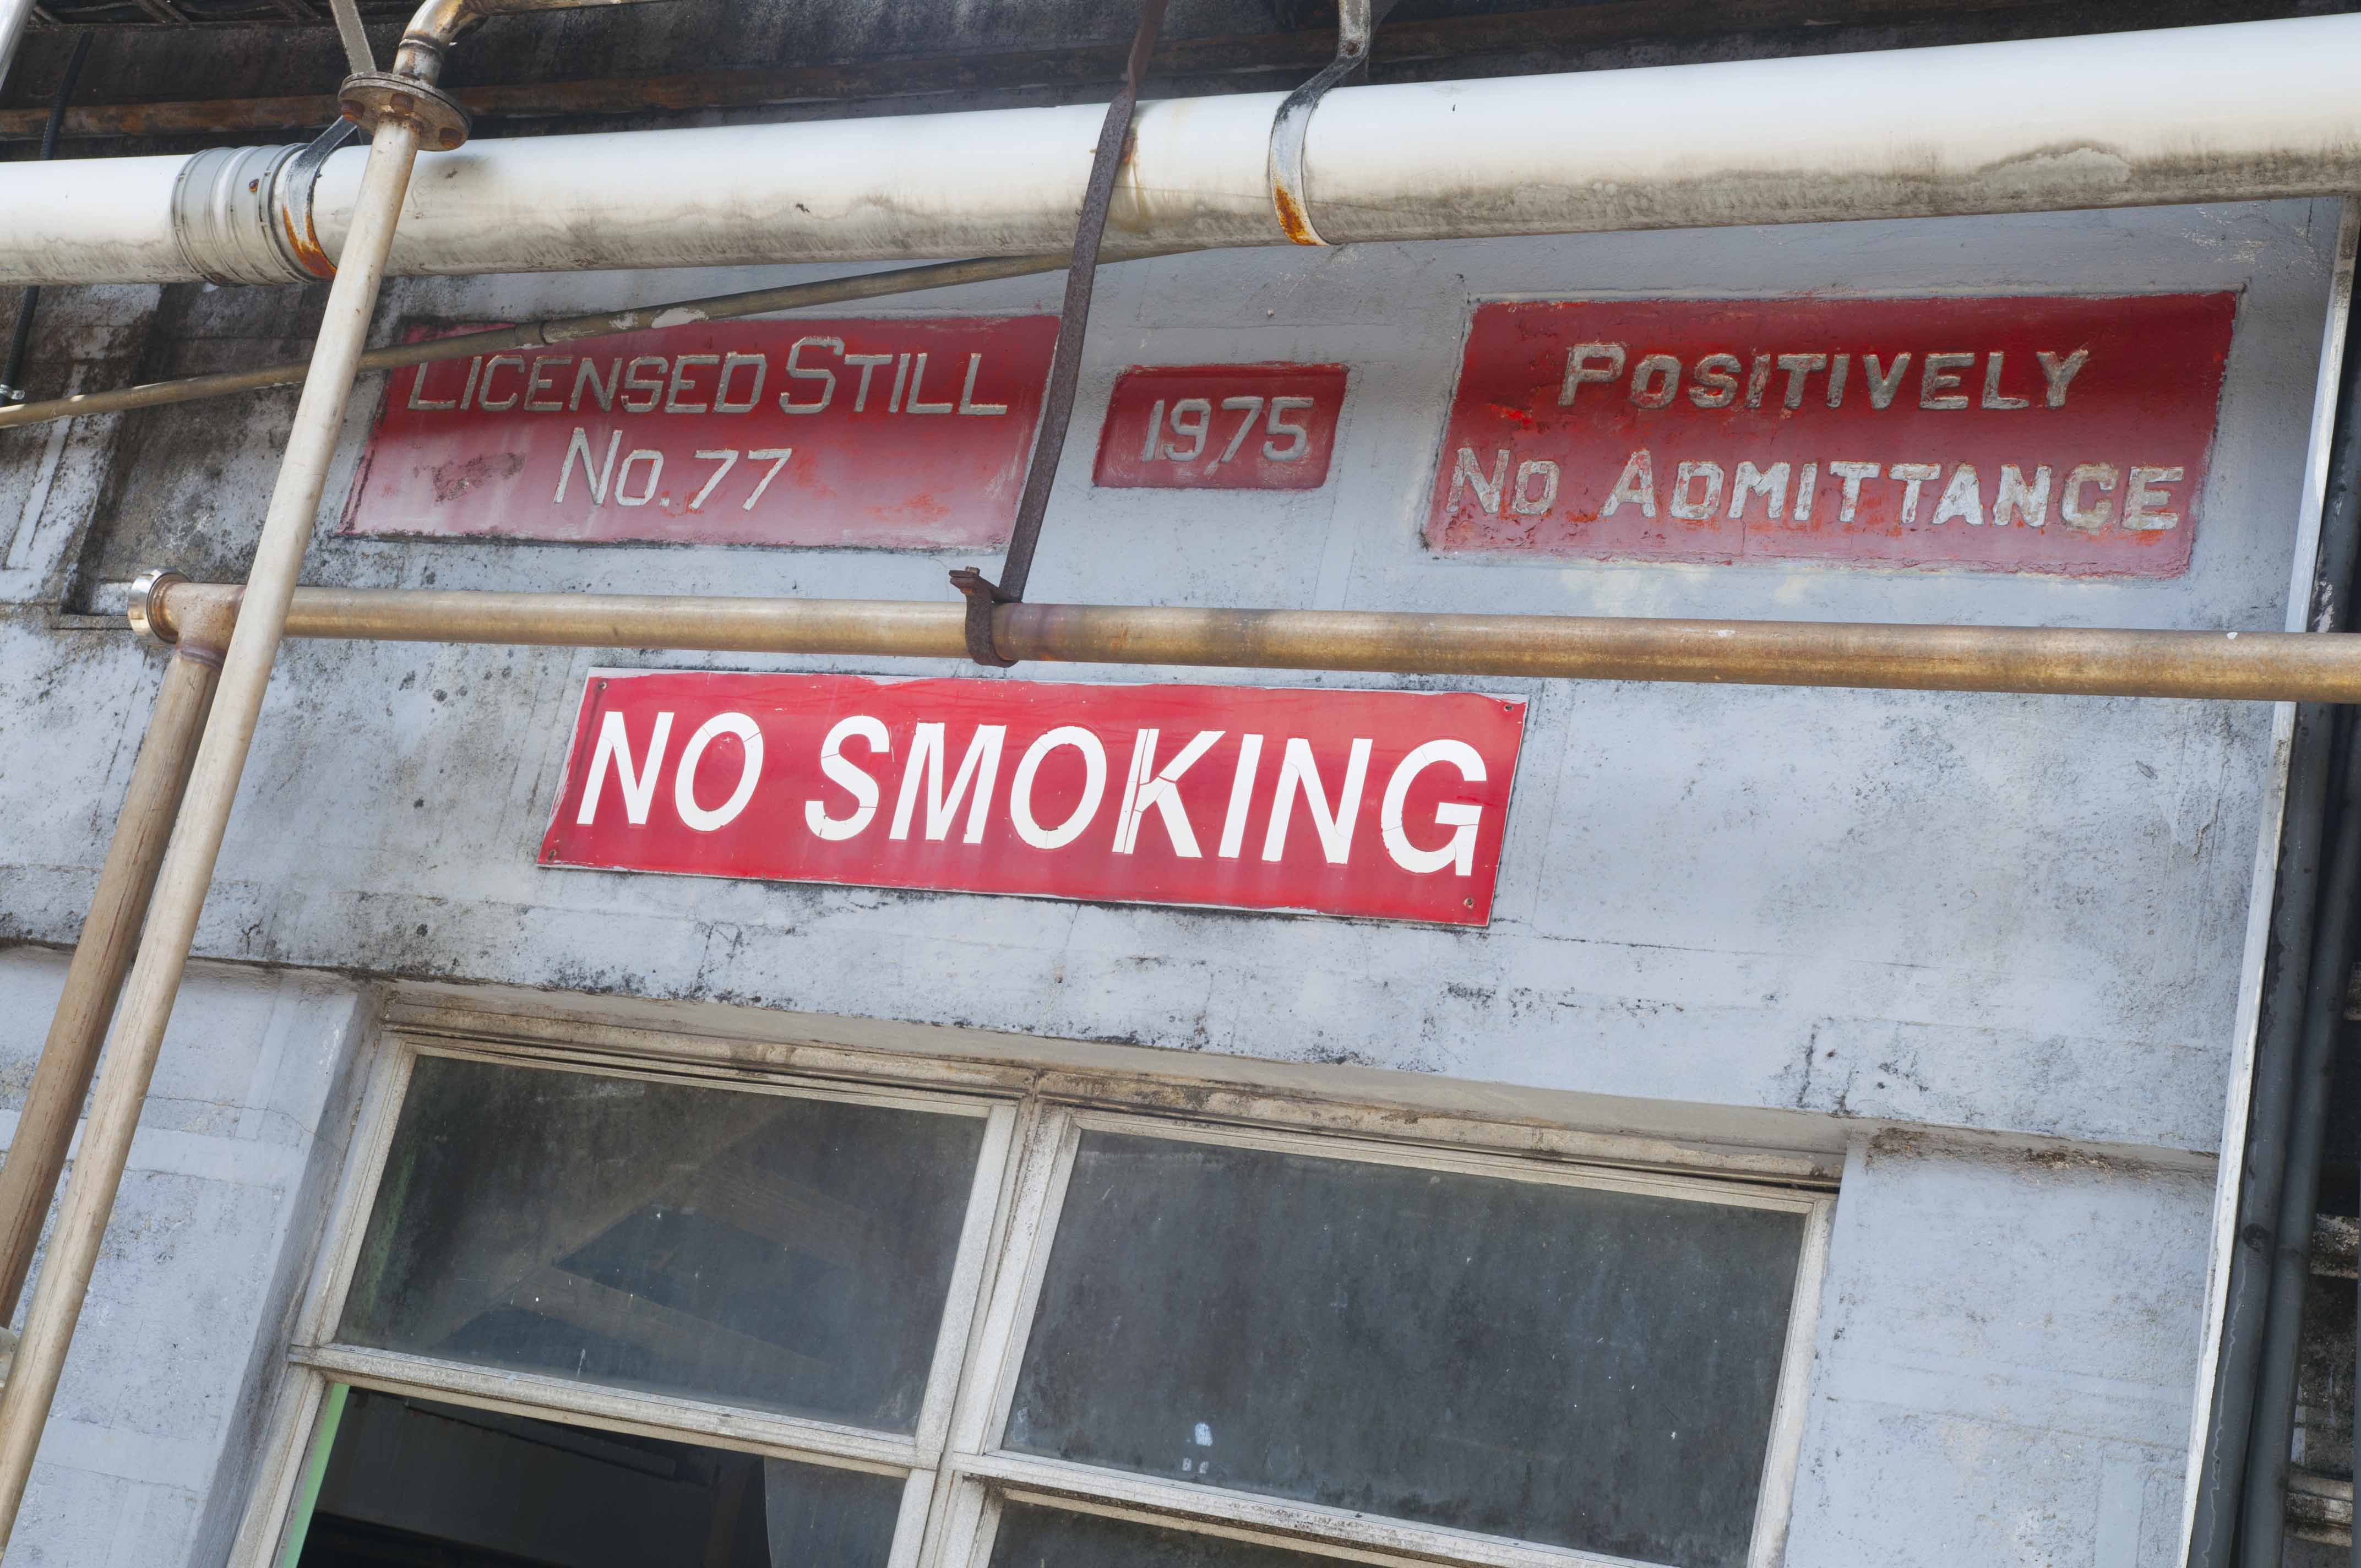 LICENSED STILL
No. 77
1975
POSITIVELY
NO ADMITTANCE
NO SMOKING